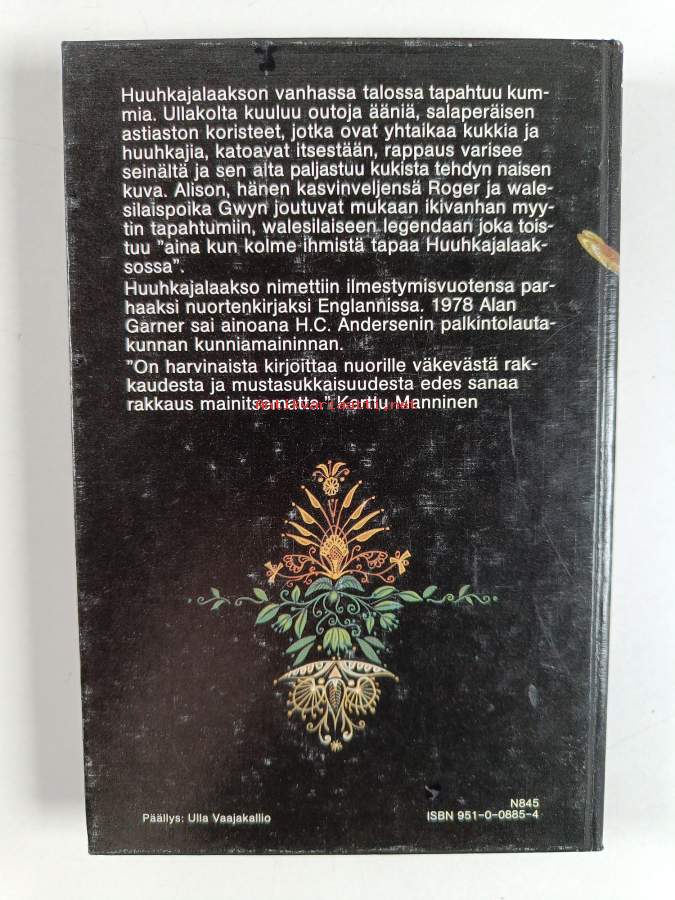 Huuhkajalaakson vanhassa talossa tapahtuu kum-
mia. Ullakolta kuuluu outoja ääniä, salaperäisen
astiaston koristeet, jotka ovat yhtaikaa kukkia ja
huuhkajia, katoavat itsestään, rappaus varisee
seinältä ja sen alta paljastuu kukista tehdyn naisen
kuva. Alison, hänen kasvinveljensä Roger ja wale-
silaispoika Gwyn joutuvat mukaan ikivanhan myy-
tin tapahtumiin, walesilaiseen legendaan joka tois-
tuu "aina kun kolme ihmistä tapaa Huuhkajalaak-
sossa".
Huuhkajalaakso nimettiin ilmestymisvuotensa par-
haaksi nuortenkirjaksi Englannissa. 1978 Alan
Garner sai ainoana H.C. Andersenin palkintolauta-
kunnan kunniamaininnan.
"On harvinaista kirjoittaa nuorille väkevästä rak-
kaudesta ja mustasukkaisuudesta edes sanaa
rakkaus mainitsematta." Kerttu Manninen
Päällys: Ulla Vaajakallio
N845
ISBN 951-0-0885-4